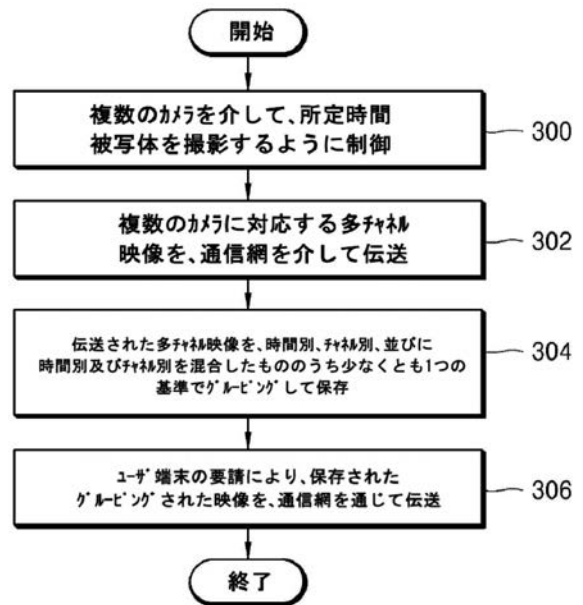 開始
複数のｶﾒﾗを介して、所定時間
被写体を撮影するように制御
300
複数のｶﾒﾗに対応する多ﾁｬﾈﾙ
映像を、通信網を介して伝送
302
伝送された多ﾁｬﾈﾙ映像を、時間別、ﾁｬﾈﾙ別、並びに
時間別及びﾁｬﾈﾙ別を混合したもののうち少なくとも1つの
基準でｸﾞﾙｰﾋﾟﾝｸﾞして保存
304
ﾕｰｻﾞ端末の要請により、保存された
ｸﾞﾙｰﾋﾟﾝｸﾞされた映像を、通信網を通じて伝送
306
終了